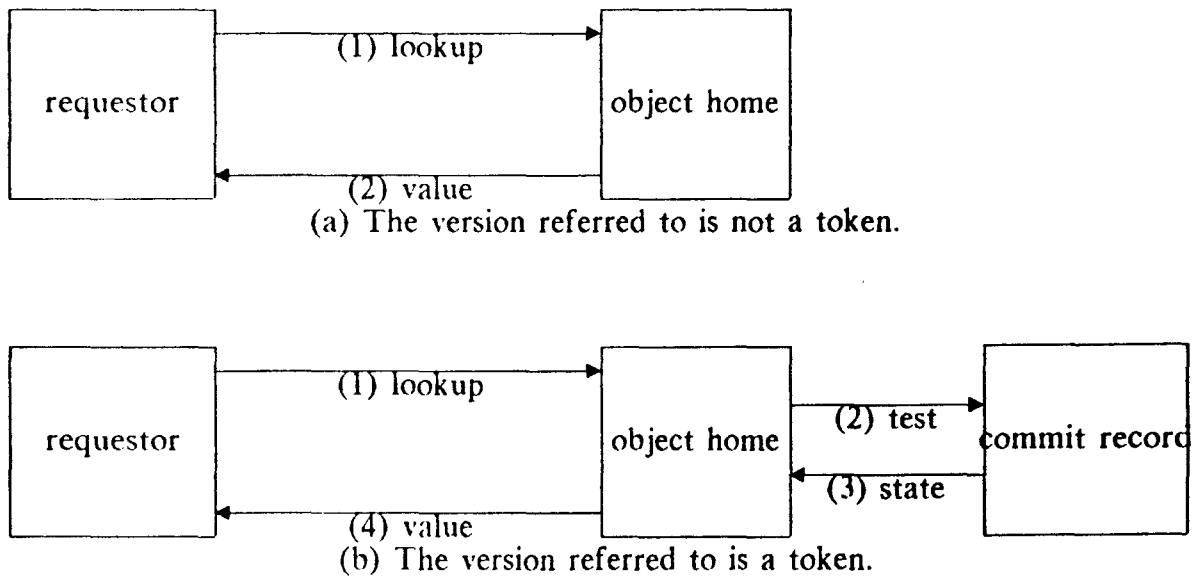 (1) lookup
requestor
object home
(2) value
(a) The version referred to is not a token.
(1) lookup
(2) test
requestor
object home
commit record
(3) state
(4) value
(b) The version referred to is a token.